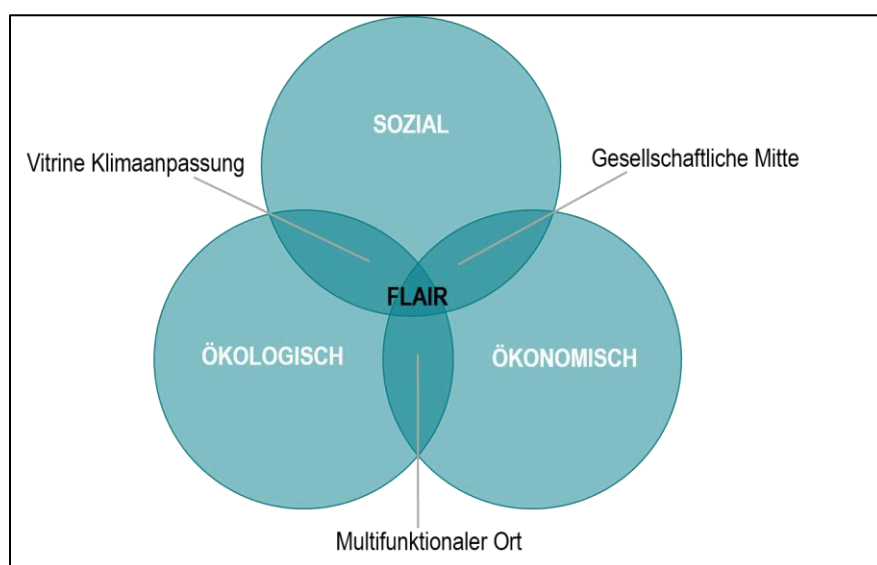 SOZIAL
Vitrine Klimaanpassung
Gesellschaftliche Mitte
FLAIR
ÖKOLOGISCH
ÖKONOMISCH
Multifunktionaler Ort